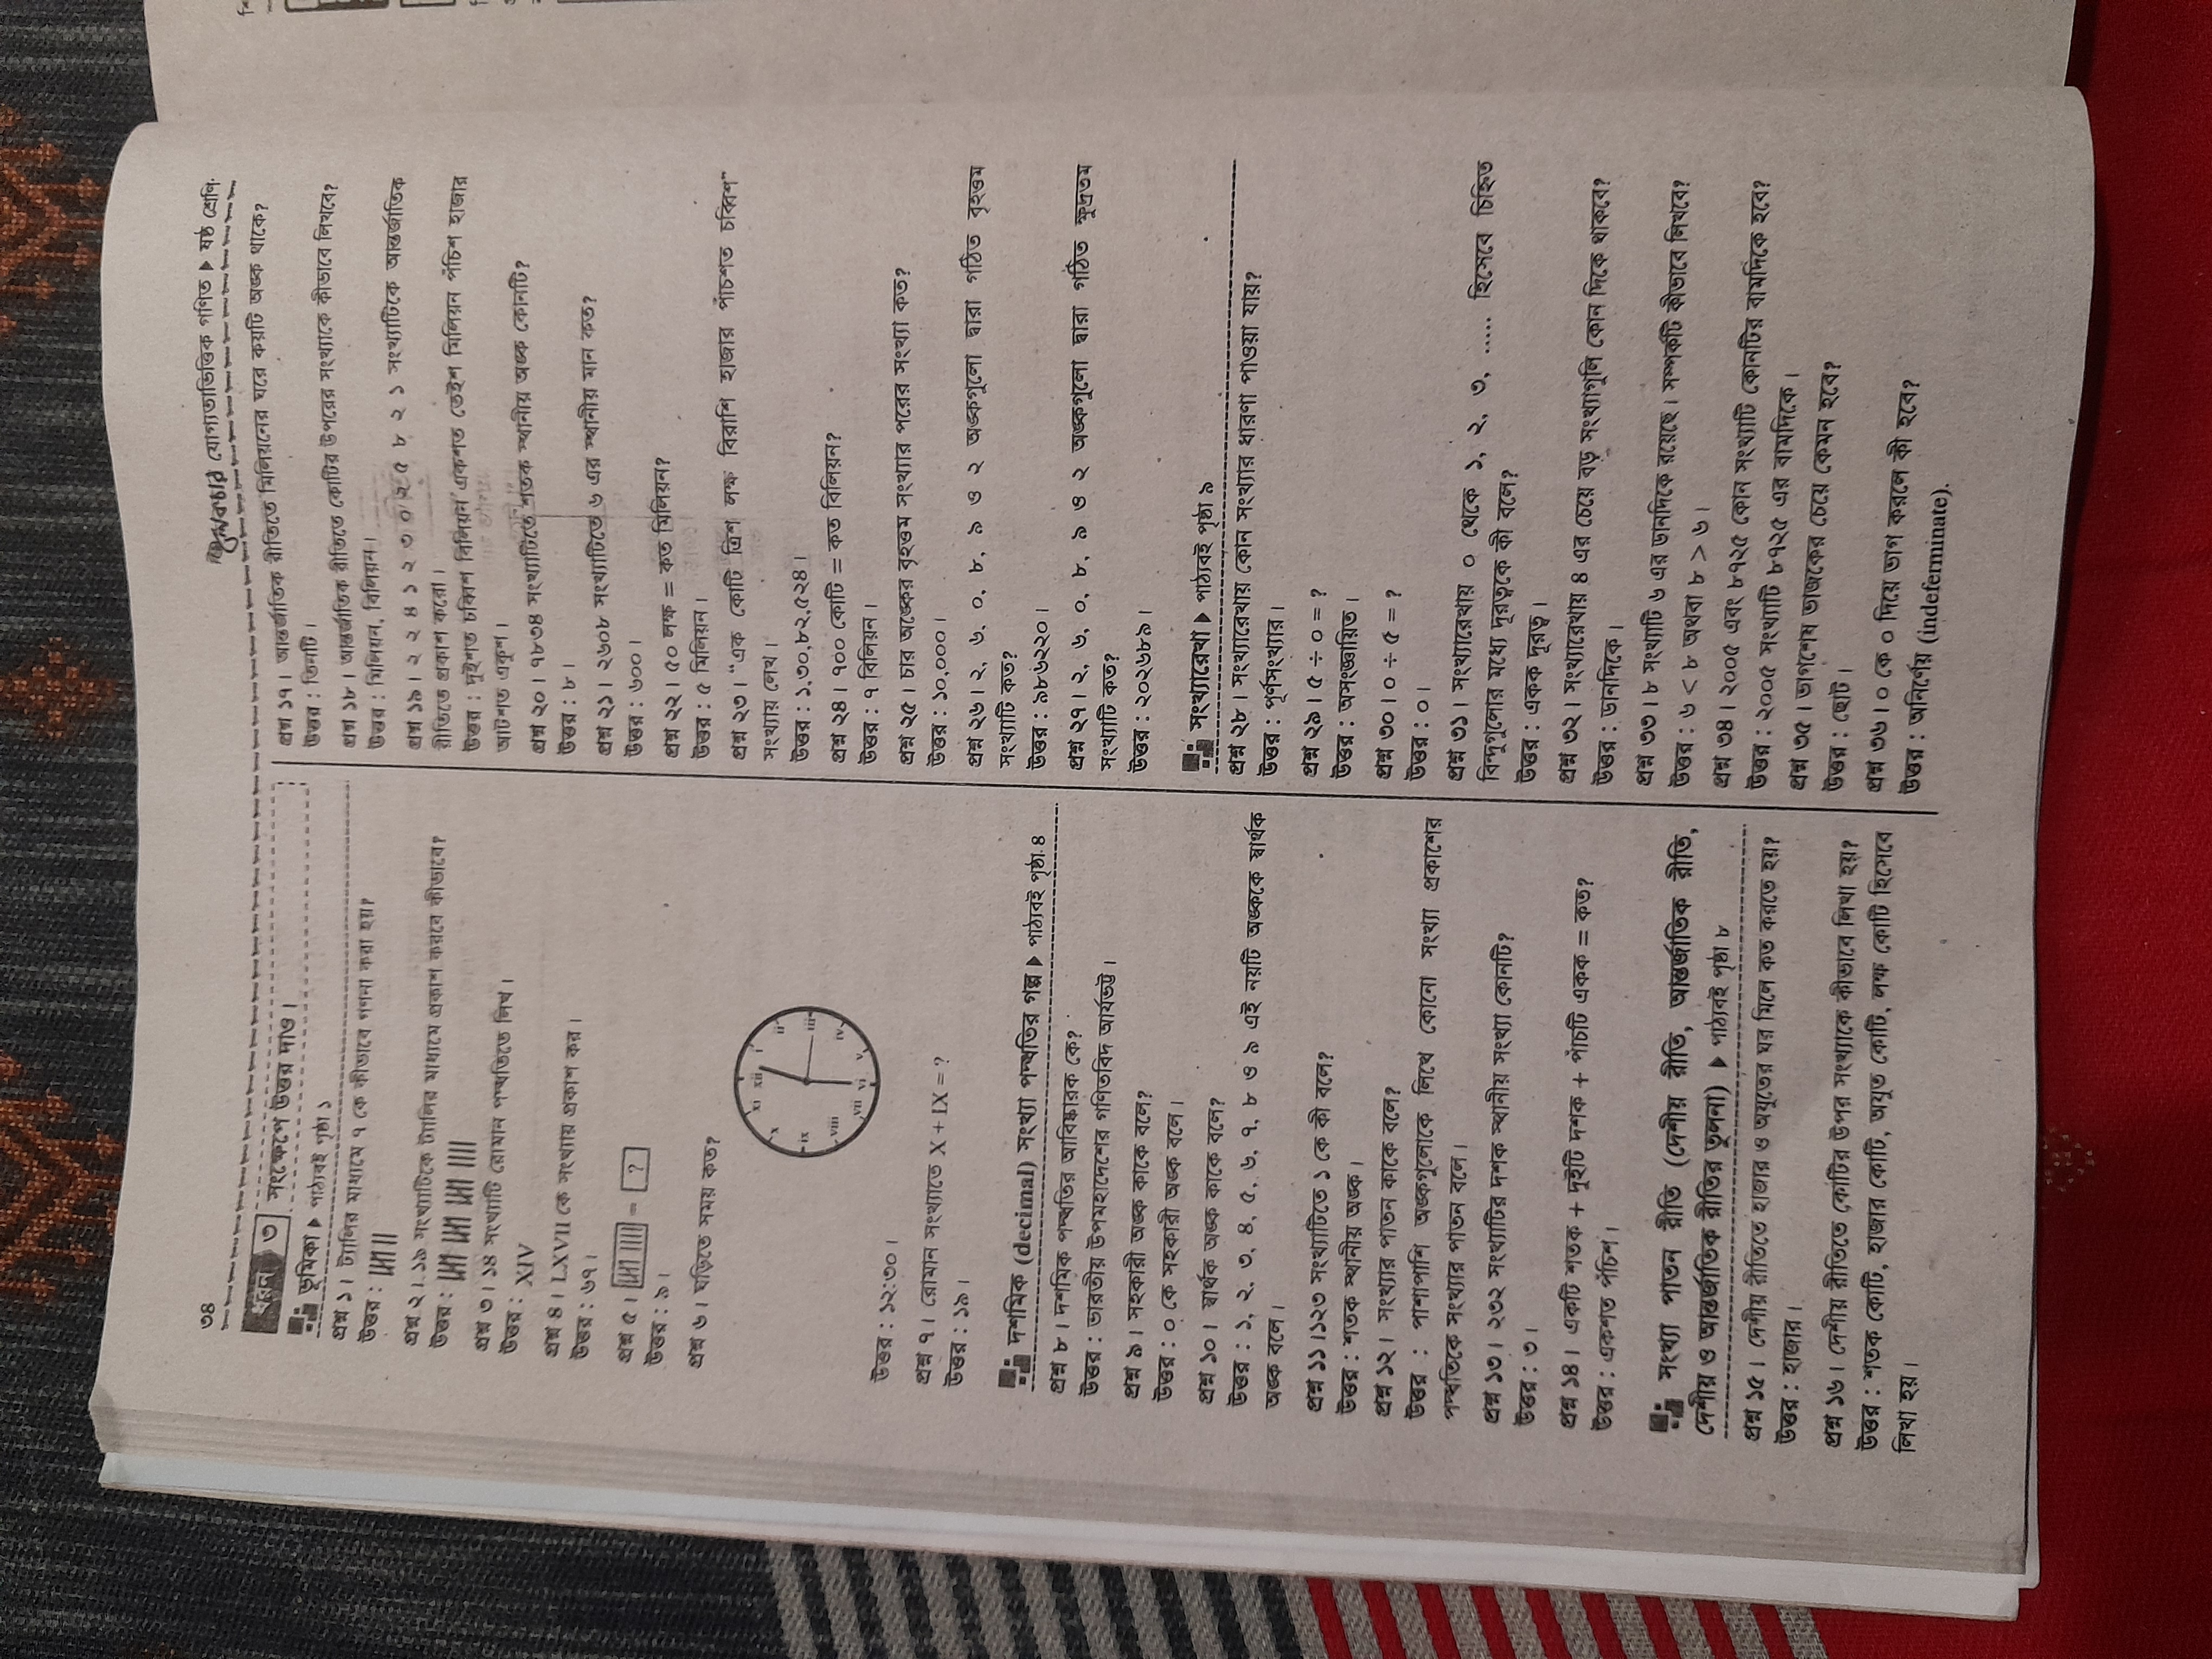 ৩৪
যোগ্যতাভিত্তিক গণিত ▶ ষষ্ঠ শ্রেণি
ধরন ৩ সংক্ষেপে উত্তর দাও।
ভূমিকা ▶ পাঠ্যবই পৃষ্ঠা ১
প্রশ্ন ১। ট্যালির মাধ্যমে ৭ কে কীভাবে গণনা করা হয়?
উত্তর :
প্রশ্ন ২। ১৯ সংখ্যাটিকে ট্যালির মাধ্যমে প্রকাশ করবে কীভাবে?
উত্তর :
প্রশ্ন ৩। ১৪ সংখ্যাটি রোমান পদ্ধতিতে লিখ।
উত্তর : XIV
প্রশ্ন ৪। LXVII কে সংখ্যায় প্রকাশ কর।
উত্তর : ৬৭।
প্রশ্ন ৫। = ?
উত্তর : ৯।
প্রশ্ন ৬। ঘড়িতে সময় কত?
xi xii i
x ii
ix iii
viii iv
vii vi v
উত্তর : ১২:৩০।
প্রশ্ন ৭। রোমান সংখ্যাতে X + IX = ?
উত্তর : ১৯।
দশমিক (decimal) সংখ্যা পদ্ধতির গল্প ▶ পাঠ্যবই পৃষ্ঠা ৪
প্রশ্ন ৮। দশমিক পদ্ধতির আবিষ্কারক কে?
উত্তর : ভারতীয় উপমহাদেশের গণিতবিদ আর্যভট্ট।
প্রশ্ন ৯। সহকারী অঙ্ক কাকে বলে?
উত্তর : ০ কে সহকারী অঙ্ক বলে।
প্রশ্ন ১০। স্বার্থক অঙ্ক কাকে বলে?
উত্তর : ১, ২, ৩, ৪, ৫, ৬, ৭, ৮ ও ৯ এই নয়টি অঙ্ককে স্বার্থক
অঙ্ক বলে।
প্রশ্ন ১১।১২৩ সংখ্যাটিতে ১ কে কী বলে?
উত্তর : শতক স্থানীয় অঙ্ক।
প্রশ্ন ১২। সংখ্যার পাতন কাকে বলে?
উত্তর : পাশাপাশি অঙ্কগুলোকে লিখে কোনো সংখ্যা প্রকাশের
পদ্ধতিকে সংখ্যার পাতন বলে।
প্রশ্ন ১৩। ২৩২ সংখ্যাটির দশক স্থানীয় সংখ্যা কোনটি?
উত্তর : ৩।
প্রশ্ন ১৪। একটি শতক + দুইটি দশক + পাঁচটি একক = কত?
উত্তর : একশত পঁচিশ।
সংখ্যা পাতন রীতি (দেশীয় রীতি, আন্তর্জাতিক রীতি,
দেশীয় ও আন্তর্জাতিক রীতির তুলনা) ▶ পাঠ্যবই পৃষ্ঠা ৮
প্রশ্ন ১৫। দেশীয় রীতিতে হাজার ও অযুতের ঘর মিলে কত করতে হয়?
উত্তর : হাজার।
প্রশ্ন ১৬। দেশীয় রীতিতে কোটির উপর সংখ্যাকে কীভাবে লিখা হয়?
উত্তর : শতক কোটি, হাজার কোটি, অযুত কোটি, লক্ষ কোটি হিসেবে
লিখা হয়।
প্রশ্ন ১৭। আন্তর্জাতিক রীতিতে মিলিয়নের ঘরে কয়টি অঙ্ক থাকে?
উত্তর : তিনটি।
প্রশ্ন ১৮। আন্তর্জাতিক রীতিতে কোটির উপরের সংখ্যাকে কীভাবে লিখবে?
উত্তর : মিলিয়ন, বিলিয়ন।
প্রশ্ন ১৯। ২ ২ ৪ ১ ২ ৩ ০ ২ ৫ ৮ ২ ১ সংখ্যাটিকে আন্তর্জাতিক
রীতিতে প্রকাশ করো।
উত্তর : দুইশত চব্বিশ বিলিয়ন একশত তেইশ মিলিয়ন পঁচিশ হাজার
আটশত একুশ।
প্রশ্ন ২০। ৭৮৩৪ সংখ্যাটিতে শতক স্থানীয় অঙ্ক কোনটি?
উত্তর : ৮।
প্রশ্ন ২১। ২৬০৮ সংখ্যাটিতে ৬ এর স্থানীয় মান কত?
উত্তর : ৬০০।
প্রশ্ন ২২। ৫০ লক্ষ = কত মিলিয়ন?
উত্তর : ৫ মিলিয়ন।
প্রশ্ন ২৩। “এক কোটি ত্রিশ লক্ষ বিরাশি হাজার পাঁচশত চব্বিশ”
সংখ্যায় লেখ।
উত্তর : ১,৩০,৮২,৫২৪।
প্রশ্ন ২৪। ৭০০ কোটি = কত বিলিয়ন?
উত্তর : ৭ বিলিয়ন।
প্রশ্ন ২৫। চার অঙ্কের বৃহত্তম সংখ্যার পরের সংখ্যা কত?
উত্তর : ১০,০০০।
প্রশ্ন ২৬। ২, ৬, ০, ৮, ৯ ও ২ অঙ্কগুলো দ্বারা গঠিত বৃহত্তম
সংখ্যাটি কত?
উত্তর : ৯৮৬২২০।
প্রশ্ন ২৭। ২, ৬, ০, ৮, ৯ ও ২ অঙ্কগুলো দ্বারা গঠিত ক্ষুদ্রতম
সংখ্যাটি কত?
উত্তর : ২০২৬৮৯।
সংখ্যারেখা ▶ পাঠ্যবই পৃষ্ঠা ৯
প্রশ্ন ২৮। সংখ্যারেখায় কোন সংখ্যার ধারণা পাওয়া যায়?
উত্তর : পূর্ণসংখ্যার।
প্রশ্ন ২৯। ৫ ÷ ০ = ?
উত্তর : অসংজ্ঞায়িত।
প্রশ্ন ৩০। ০ ÷ ৫ = ?
উত্তর : ০।
প্রশ্ন ৩১। সংখ্যারেখায় ০ থেকে ১, ২, ৩, ..... হিসেবে চিহ্নিত
বিন্দুগুলোর মধ্যে দূরত্বকে কী বলে?
উত্তর : একক দূরত্ব।
প্রশ্ন ৩২। সংখ্যারেখায় ৪ এর চেয়ে বড় সংখ্যাগুলি কোন দিকে থাকবে?
উত্তর : ডানদিকে।
প্রশ্ন ৩৩। ৮ সংখ্যাটি ৬ এর ডানদিকে রয়েছে। সম্পর্কটি কীভাবে লিখবে?
উত্তর : ৬ < ৮ অথবা ৮ > ৬।
প্রশ্ন ৩৪। ২০০৫ এবং ৮৭২৫ কোন সংখ্যাটি কোনটির বামদিকে হবে?
উত্তর : ২০০৫ সংখ্যাটি ৮৭২৫ এর বামদিকে।
প্রশ্ন ৩৫। ভাগশেষ ভাজকের চেয়ে কেমন হবে?
উত্তর : ছোট।
প্রশ্ন ৩৬। ০ কে ০ দিয়ে ভাগ করলে কী হবে?
উত্তর : অনির্ণেয় (indeferminate).